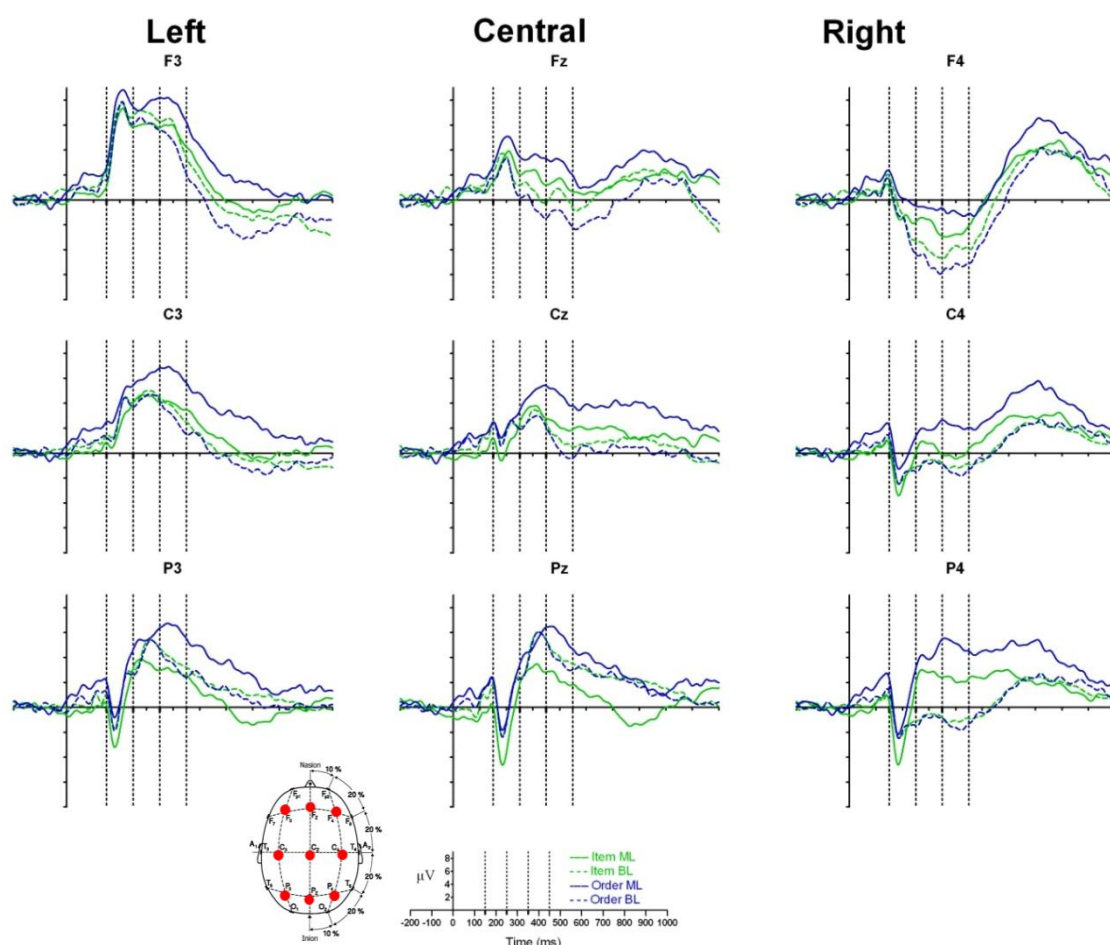 Left Central Right
F3 Fz F4
C3 Cz C4
P3 Pz P4
Nasion
10 %
20 %
20 %
20 %
20 %
10%
Inion
μV
8
6
4
2
-200 -100 0 100 200 300 400 500 600 700 800 900 1000
Time (ms)
Item ML
Item BL
Order ML
Order BL